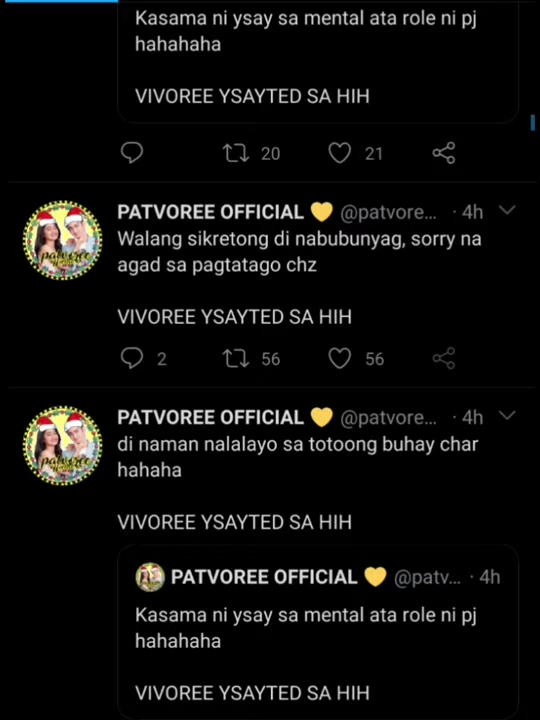 Kasama ni ysay sa mental ata role ni pj
hahahaha
VIVOREE YSAYTED SA HIH
20 21
PATVOREE OFFICIAL 💛 @patvore... · 4h
Walang sikretong di nabubunyag, sorry na
agad sa pagtatago chz
VIVOREE YSAYTED SA HIH
2 56 56
PATVOREE OFFICIAL 💛 @patvore... · 4h
di naman nalalayo sa totoong buhay char
hahaha
VIVOREE YSAYTED SA HIH
PATVOREE OFFICIAL 💛 @patv... · 4h
Kasama ni ysay sa mental ata role ni pj
hahahaha
VIVOREE YSAYTED SA HIH